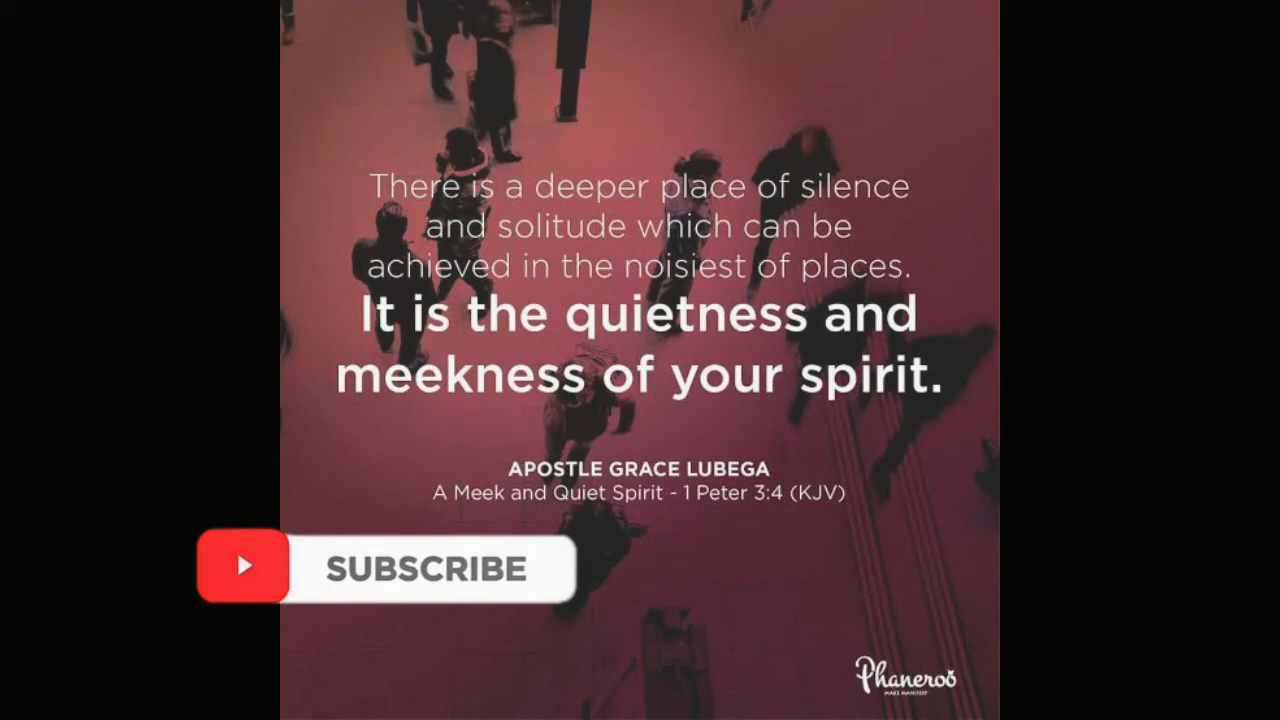 There is a deeper place of silence
and solitude which can be
achieved in the noisiest of places.
It is the quietness and
meekness of your spirit.
APOSTLE GRACE LUBEGA
A Meek and Quiet Spirit - 1 Peter 3:4 (KJV)
SUBSCRIBE
Phaneroo
MAKE MANIFEST